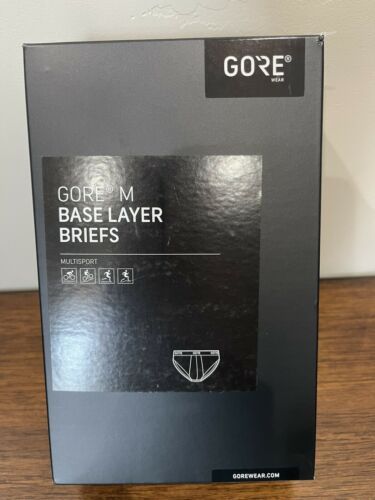 GORE®
WEAR
GORE® M
BASE LAYER
BRIEFS
MULTISPORT
GOREWEAR.COM